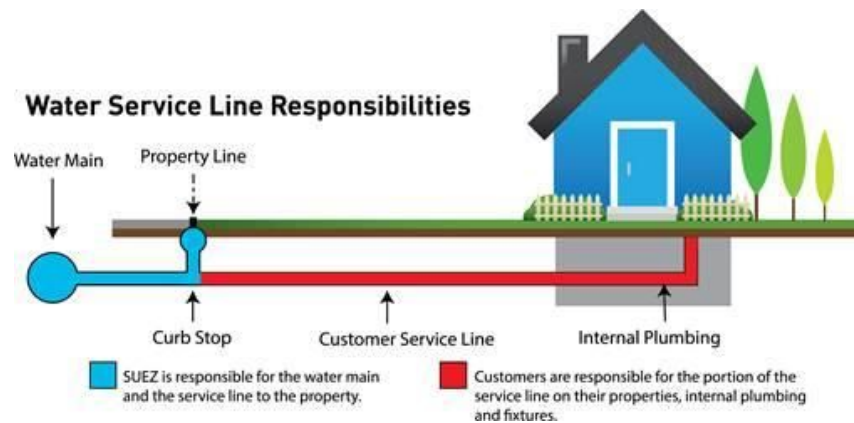 Water Service Line Responsibilities
Water Main
Property Line
Curb Stop
Customer Service Line
Internal Plumbing
SUEZ is responsible for the water main
and the service line to the property.
Customers are responsible for the portion of the
service line on their properties, internal plumbing
and fixtures.